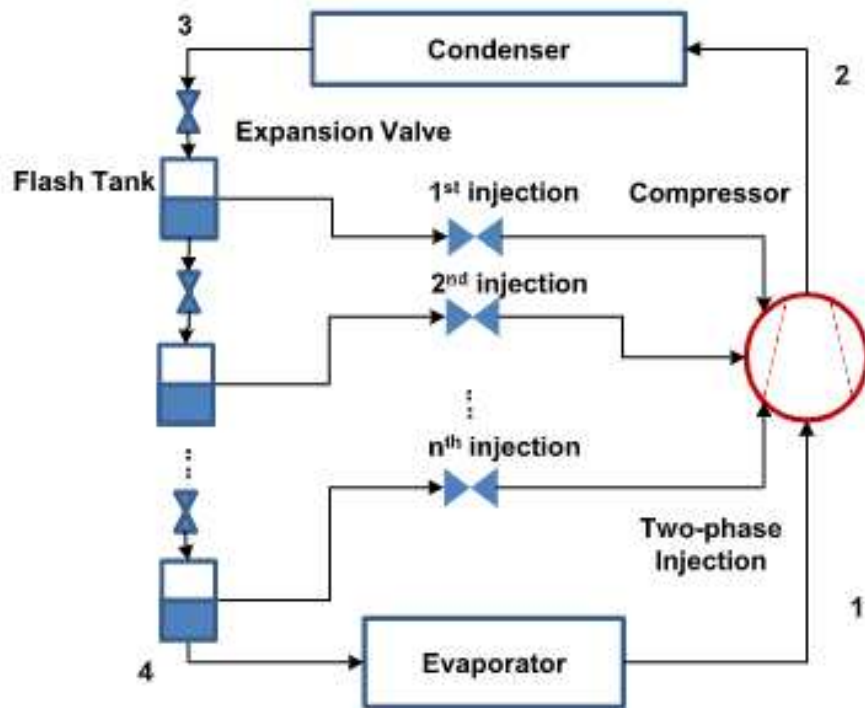 3
Condenser
2
Expansion Valve
Flash Tank
1st injection
Compressor
2nd injection
nth injection
Two-phase
Injection
1
Evaporator
4